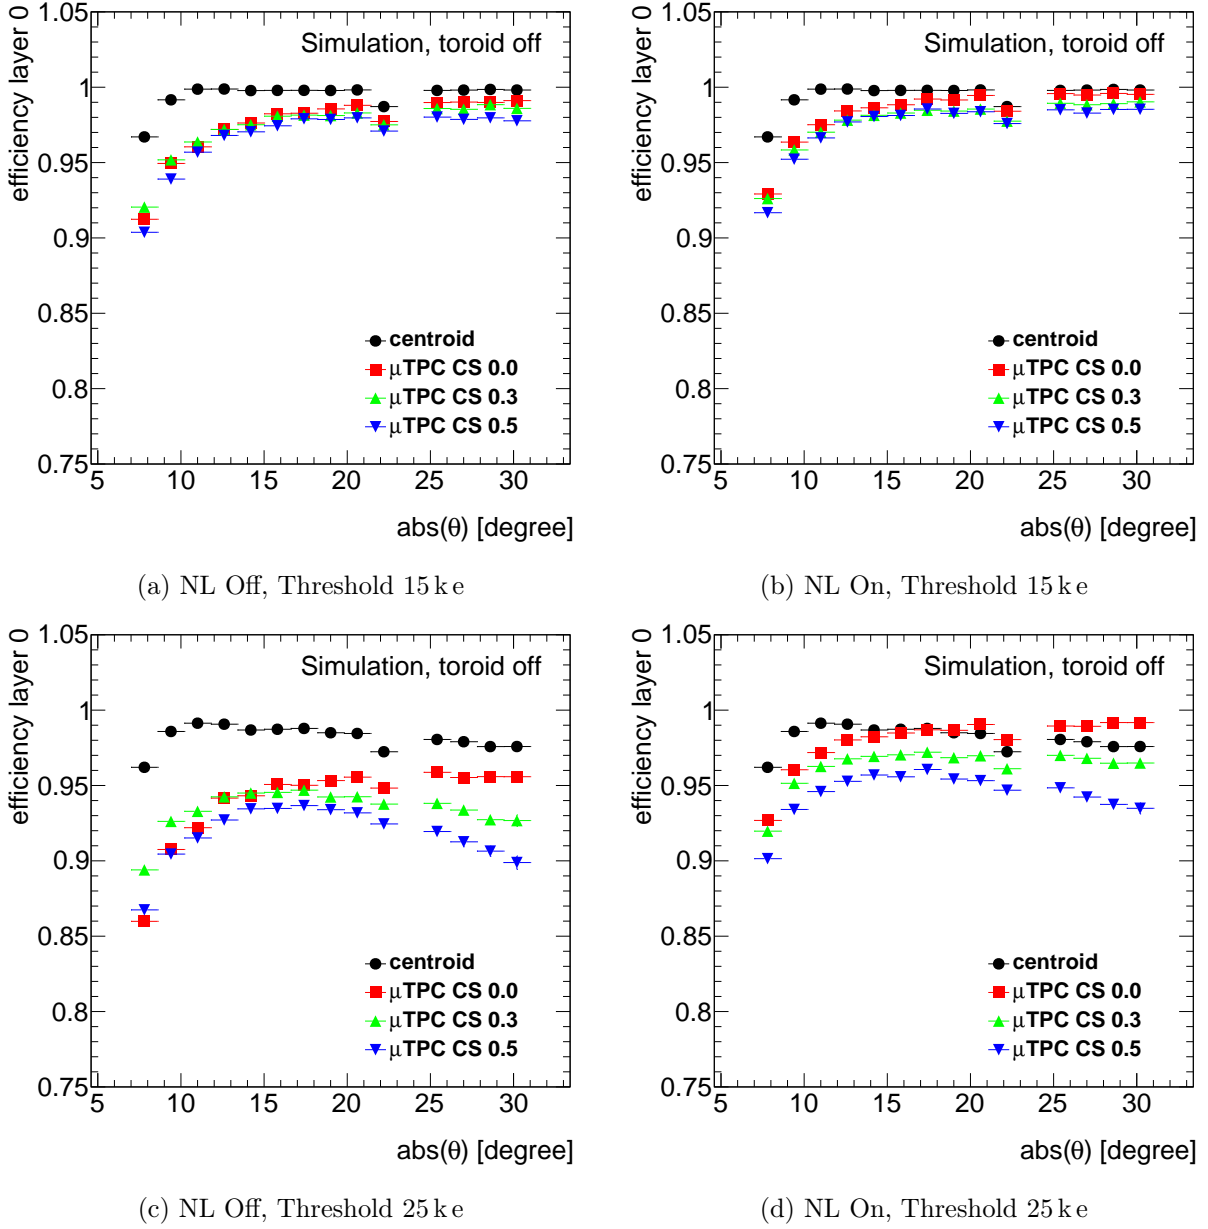 efficiency layer 0
1.05
1
0.95
0.9
0.85
0.8
0.75
Simulation, toroid off
centroid
μTPC CS 0.0
μTPC CS 0.3
μTPC CS 0.5
5 10 15 20 25 30
abs(θ) [degree]
(a) NL Off, Threshold 15 k e
efficiency layer 0
1.05
1
0.95
0.9
0.85
0.8
0.75
Simulation, toroid off
centroid
μTPC CS 0.0
μTPC CS 0.3
μTPC CS 0.5
5 10 15 20 25 30
abs(θ) [degree]
(b) NL On, Threshold 15 k e
efficiency layer 0
1.05
1
0.95
0.9
0.85
0.8
0.75
Simulation, toroid off
centroid
μTPC CS 0.0
μTPC CS 0.3
μTPC CS 0.5
5 10 15 20 25 30
abs(θ) [degree]
(c) NL Off, Threshold 25 k e
efficiency layer 0
1.05
1
0.95
0.9
0.85
0.8
0.75
Simulation, toroid off
centroid
μTPC CS 0.0
μTPC CS 0.3
μTPC CS 0.5
5 10 15 20 25 30
abs(θ) [degree]
(d) NL On, Threshold 25 k e